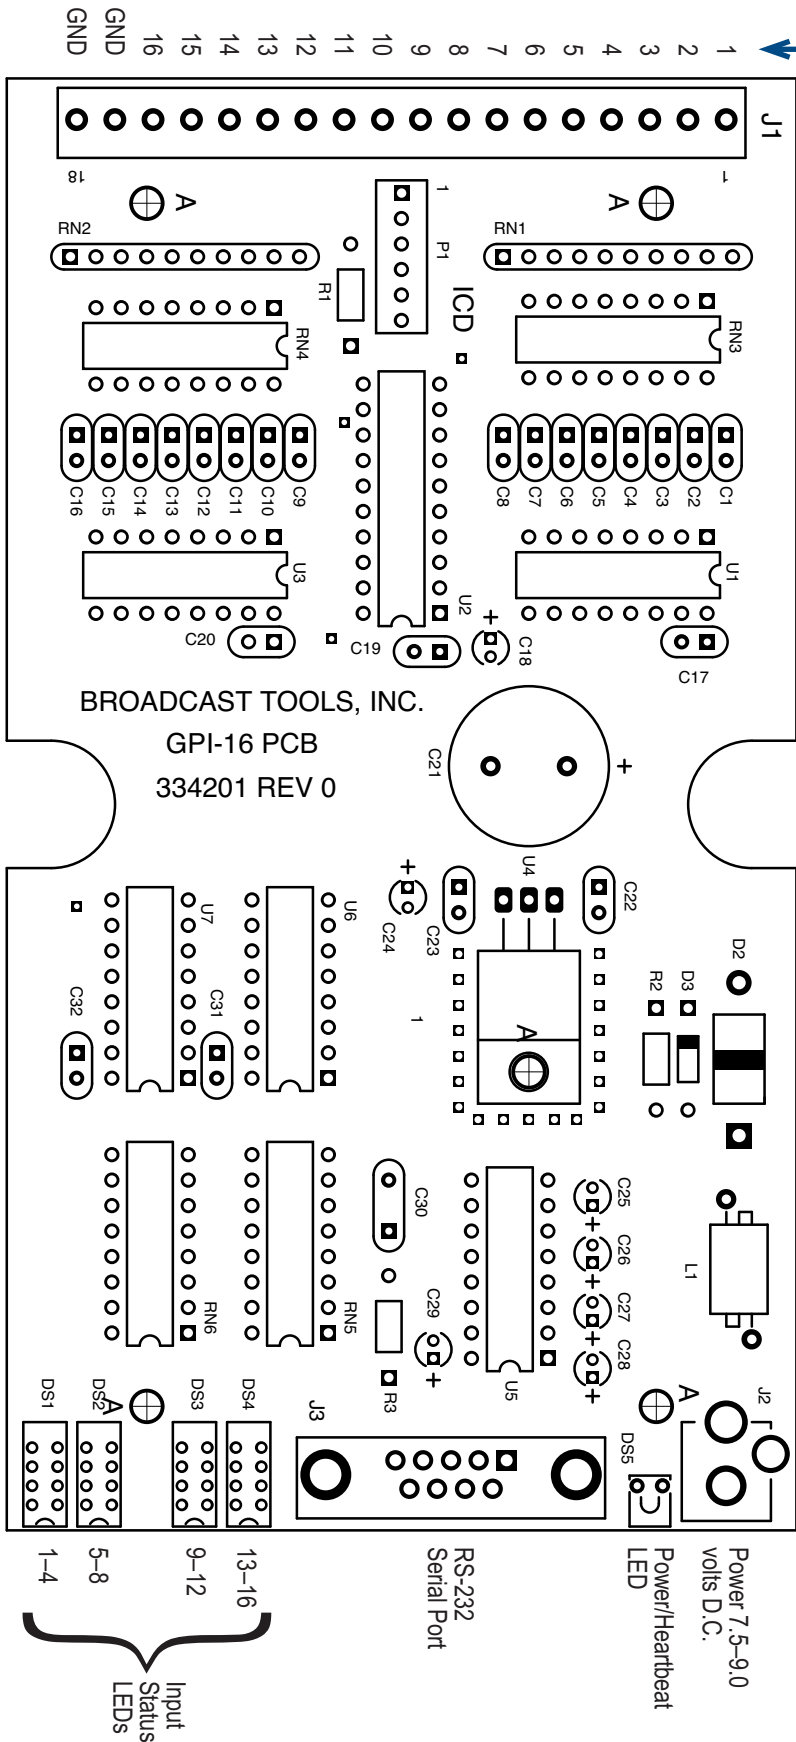 GND
GND
16
15
14
13
12
11
10
9
8
7
6
5
4
3
2
1
J1
18
1
A
A
1
RN2
P1
RN1
R1
ICD
RN4
RN3
C16
C15
C14
C13
C12
C11
C10
C9
C8
C7
C6
C5
C4
C3
C2
C1
U3
U2
U1
C20
C19
+
C18
C17
BROADCAST TOOLS, INC.
GPI-16 PCB
334201 REV 0
C21
+
U7
U6
+
C24
C23
U4
C22
D2
C32
C31
1
A
R2
D3
C30
C25
+
C26
+
L1
RN6
RN5
C29
+
C27
+
C28
+
R3
U5
DS1
DS2
A
DS3
DS4
J3
DS5
A
J2
1–4
5–8
9–12
13–16
Input
Status
LEDs
RS-232
Serial Port
Power/Heartbeat
LED
Power 7.5–9.0
volts D.C.